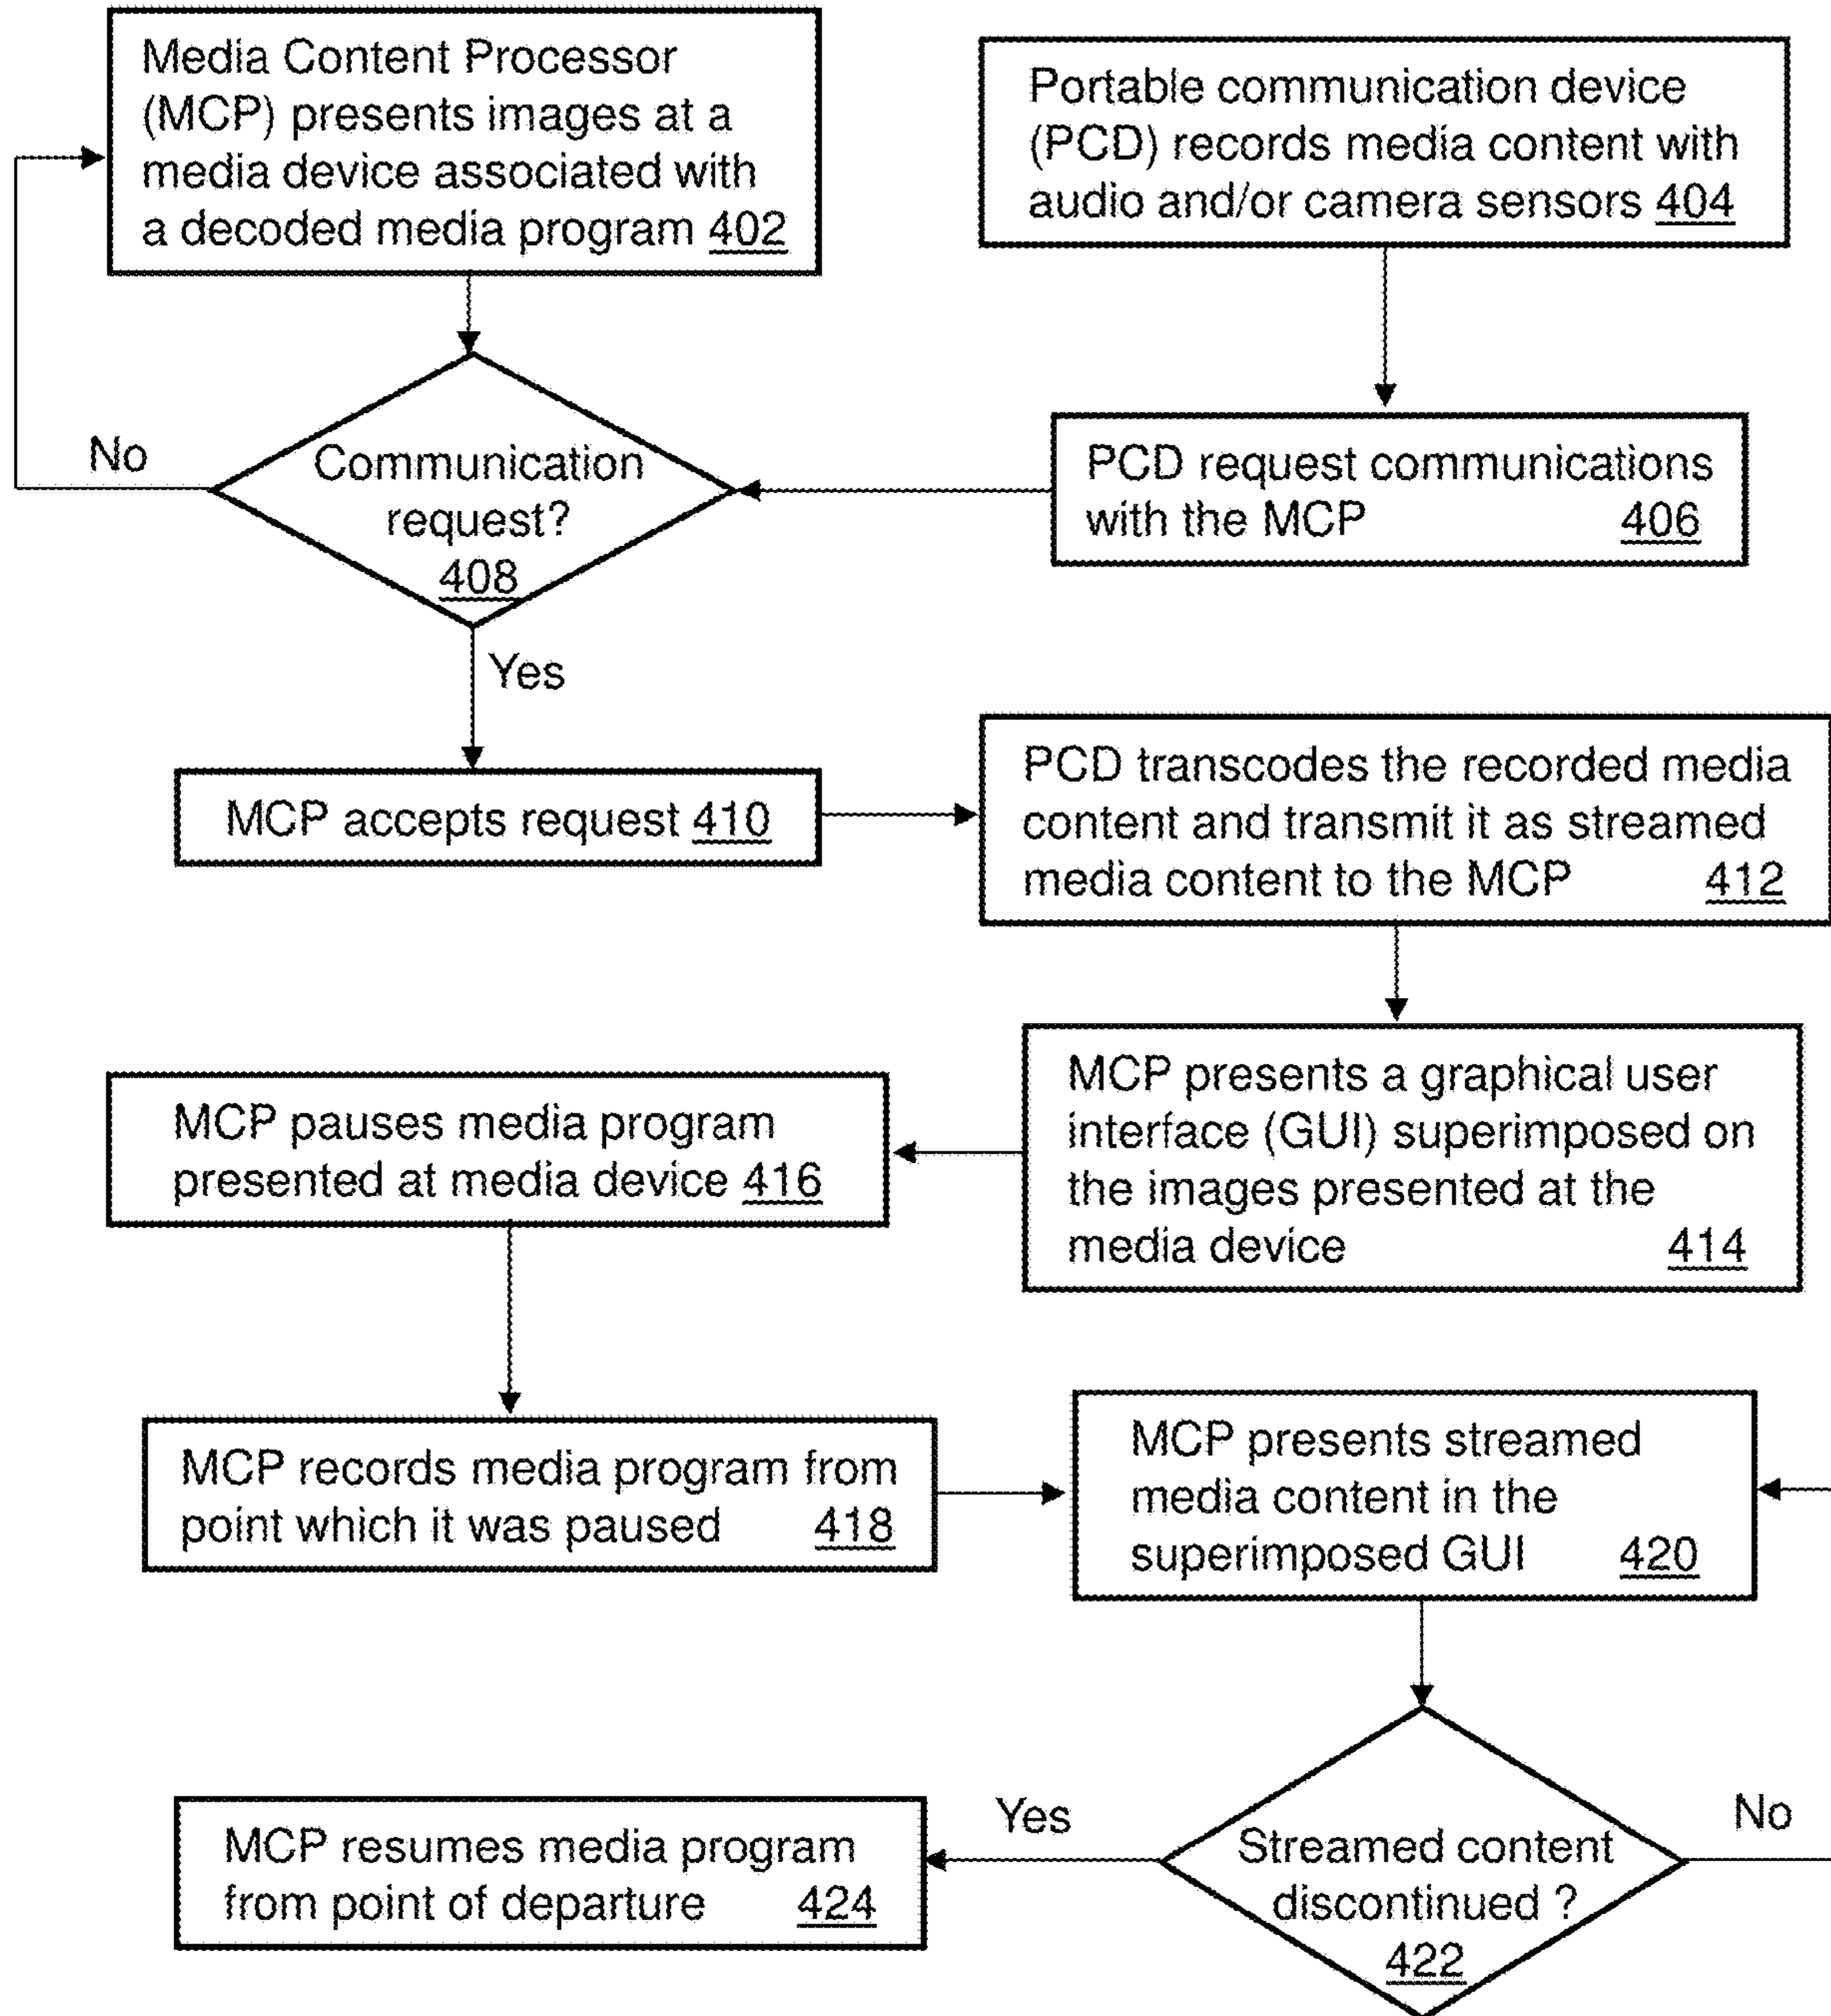 Media Content Processor
(MCP) presents images at a
media device associated with
a decoded media program 402
Portable communication device
(PCD) records media content with
audio and/or camera sensors 404
No
Communication
request?
408
PCD request communications
with the MCP 406
Yes
MCP accepts request 410
PCD transcodes the recorded media
content and transmit it as streamed
media content to the MCP 412
MCP presents a graphical user
interface (GUI) superimposed on
the images presented at the
media device 414
MCP pauses media program
presented at media device 416
MCP records media program from
point which it was paused 418
MCP presents streamed
media content in the
superimposed GUI 420
Streamed content
discontinued ?
422
Yes
No
MCP resumes media program
from point of departure 424